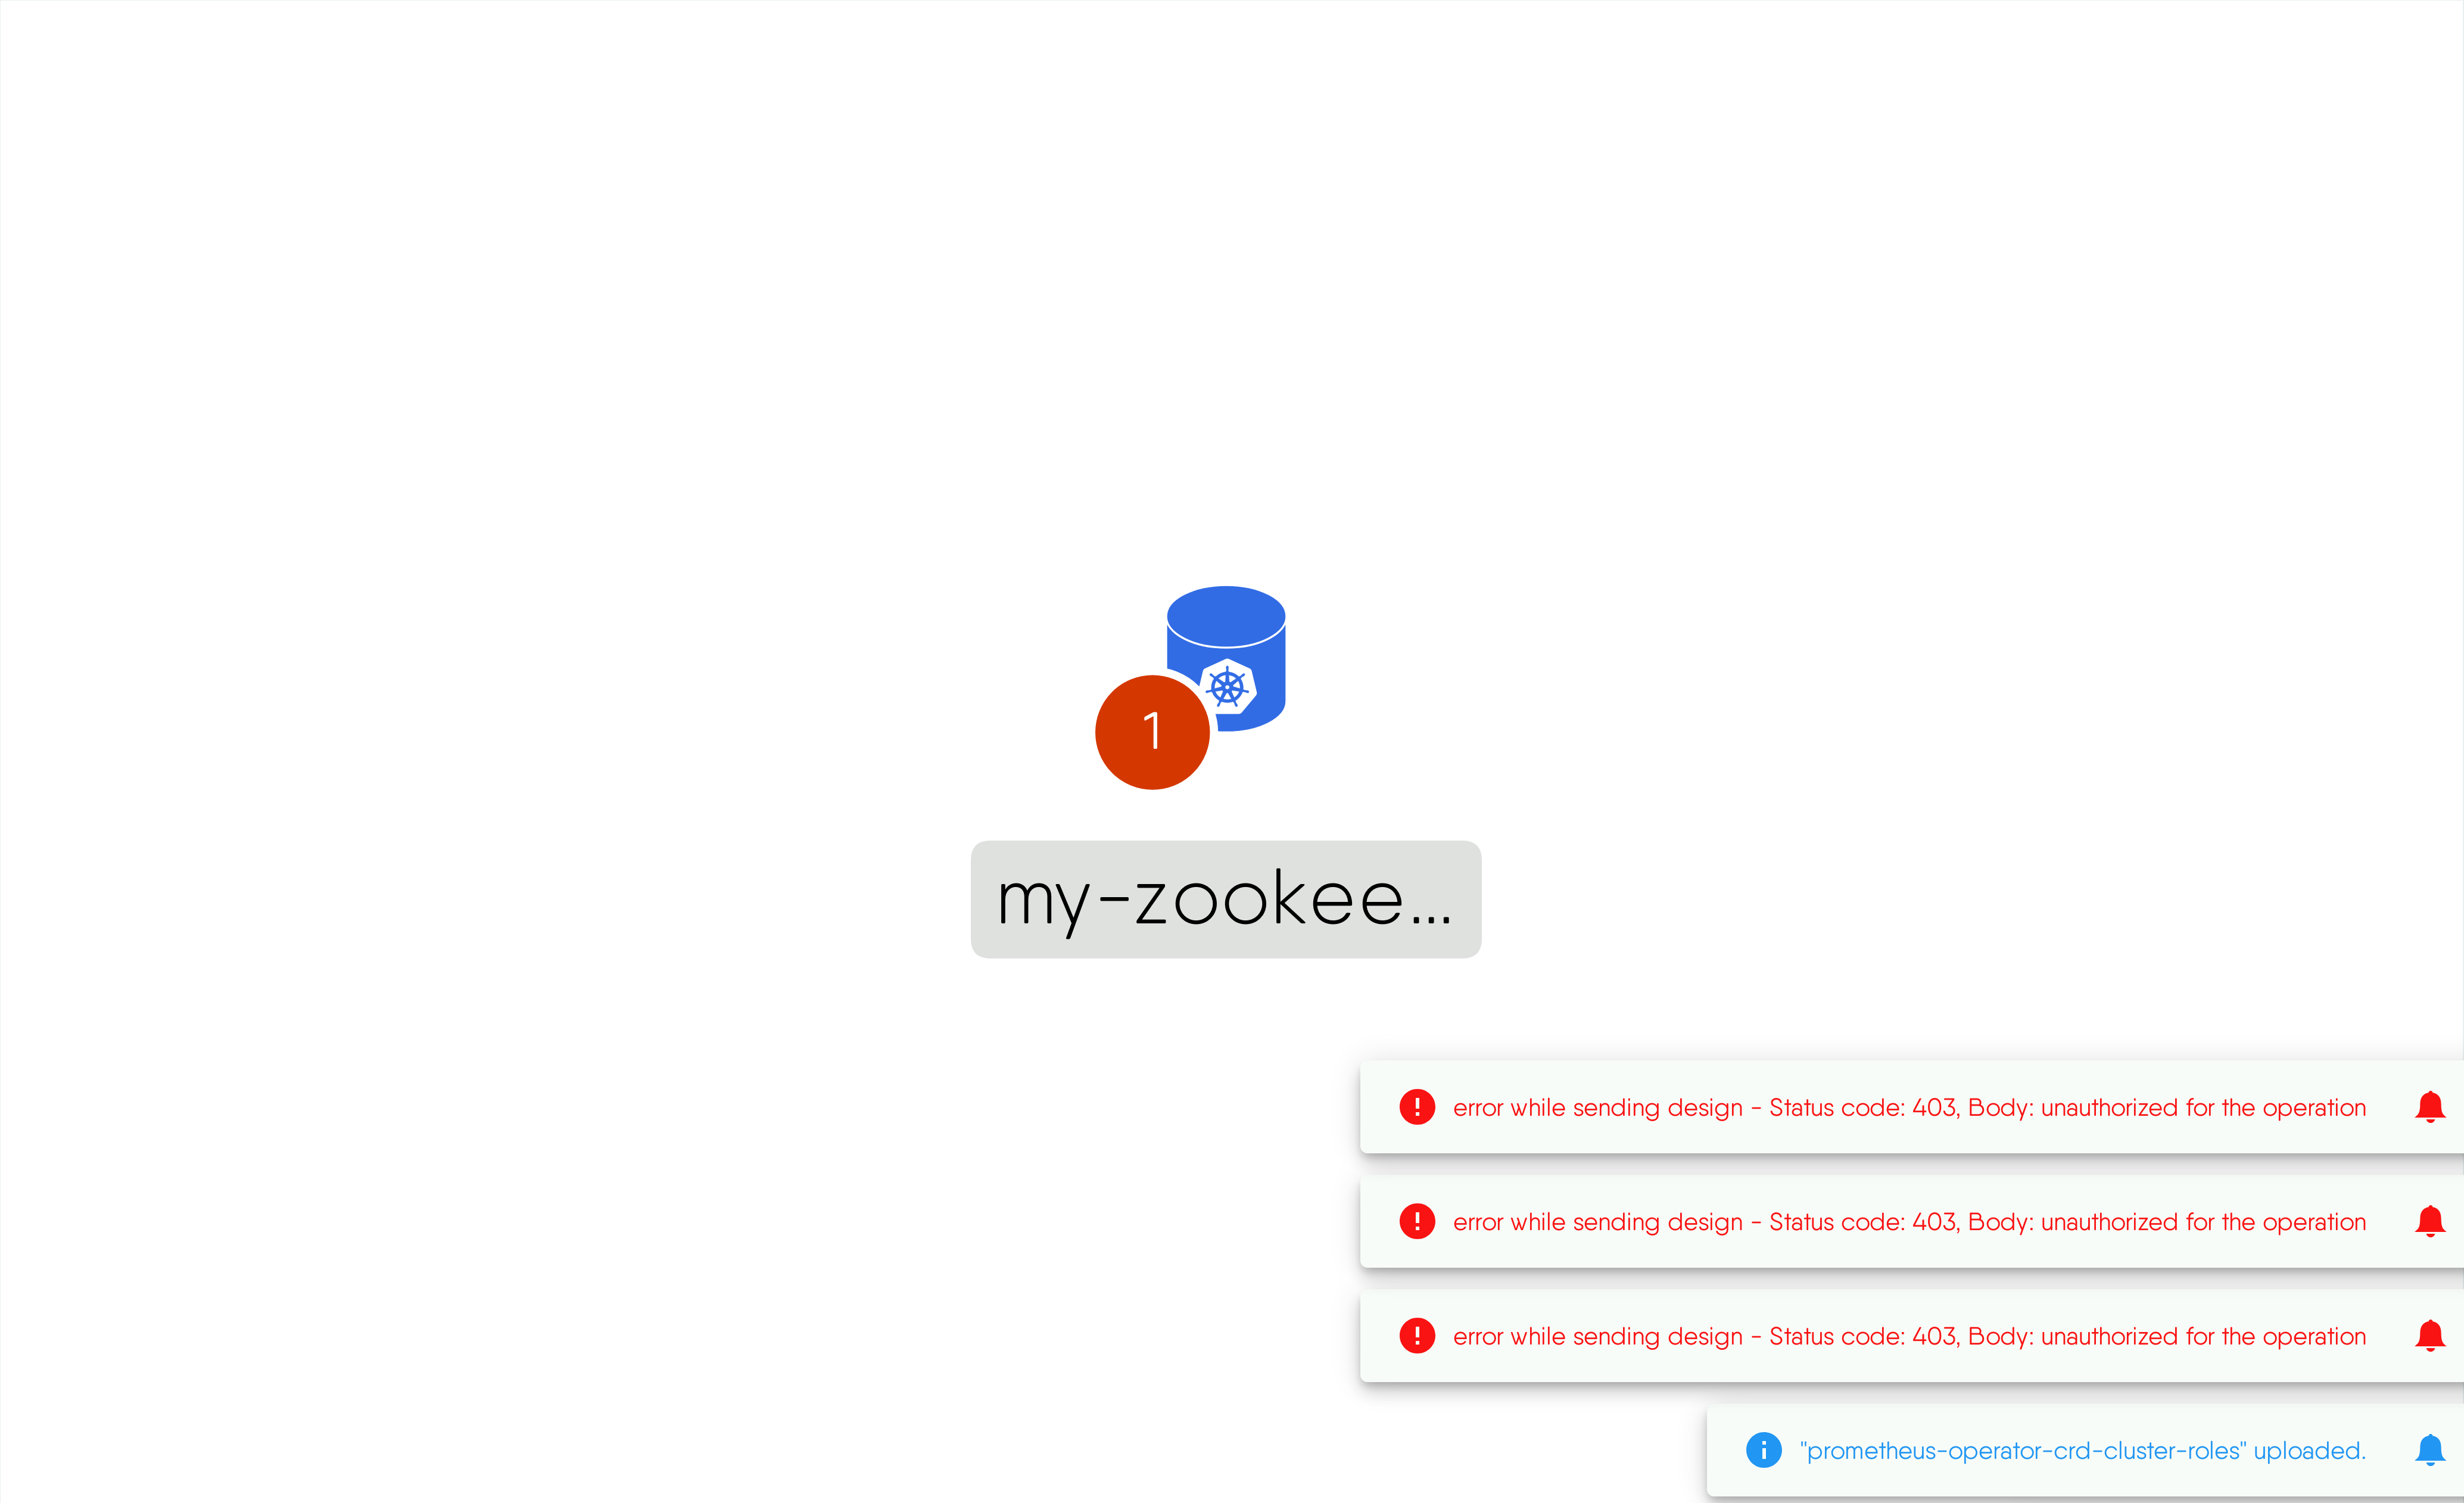 1
my-zookee...
error while sending design - Status code: 403, Body: unauthorized for the operation
error while sending design - Status code: 403, Body: unauthorized for the operation
error while sending design - Status code: 403, Body: unauthorized for the operation
"prometheus-operator-crd-cluster-roles" uploaded.